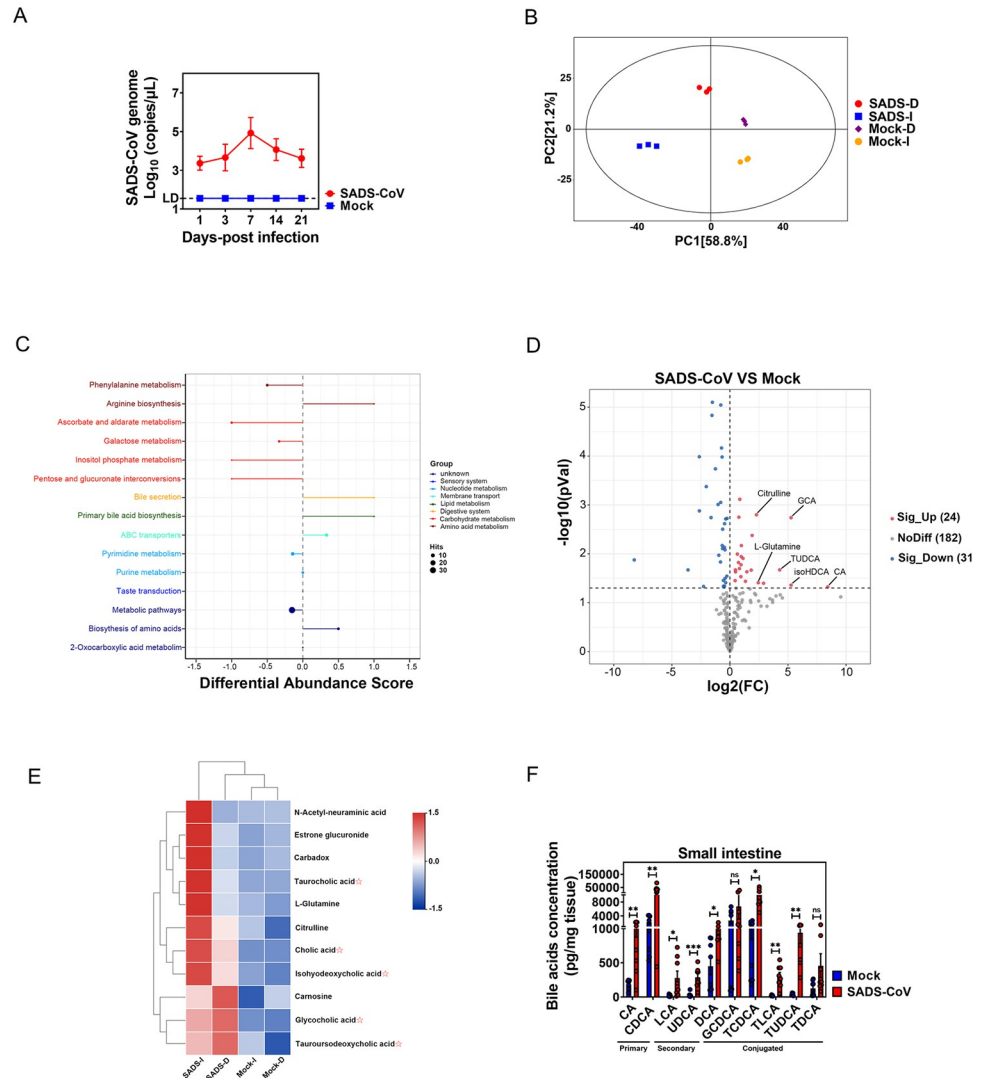 A
SADS-CoV genome
Log10 (copies/μL)
7
5
3
LD
1
1 3 7 14 21
Days-post infection
SADS-CoV
Mock
B
PC2[21.2%]
25
0
-25
-40 0 40
PC1[58.8%]
SADS-D
SADS-I
Mock-D
Mock-I
C
Phenylalanine metabolism
Arginine biosynthesis
Ascorbate and aldarate metabolism
Galactose metabolism
Inositol phosphate metabolism
Pentose and glucuronate interconversions
Bile secretion
Primary bile acid biosynthesis
ABC transporters
Pyrimidine metabolism
Purine metabolism
Taste transduction
Metabolic pathways
Biosythesis of amino acids
2-Oxocarboxylic acid metabolim
-1.5 -1.0 -0.5 0.0 0.5 1.0 1.5
Differential Abundance Score
Group
unknown
Sensory system
Nucleotide metabolism
Membrane transport
Lipid metabolism
Digestive system
Carbohydrate metabolism
Amino acid metabolism
Hits
10
20
30
D
SADS-CoV VS Mock
-log10(pVal)
5
4
3
2
1
0
-10 -5 0 5 10
log2(FC)
Citrulline
GCA
L-Glutamine
TUDCA
isoHDCA CA
Sig_Up (24)
NoDiff (182)
Sig_Down (31
E
N-Acetyl-neuraminic acid
Estrone glucuronide
Carbadox
Taurocholic acid☆
L-Glutamine
Citrulline
Cholic acid☆
Isohyodeoxycholic acid☆
Carnosine
Glycocholic acid☆
Tauroursodeoxycholic acid☆
SADS-I SADS-D Mock-I Mock-D
1.5
0.0
-1.5
F
Small intestine
Bile acids concentration
(pg/mg tissue)
150000
50000
8000
4000
1000
500
0
** ** * *** * ns * ** ** ns
CA CDCA LCA UDCA DCA GCDCA TCDCA TLCA TUDCA TDCA
Primary Secondary Conjugated
Mock
SADS-CoV